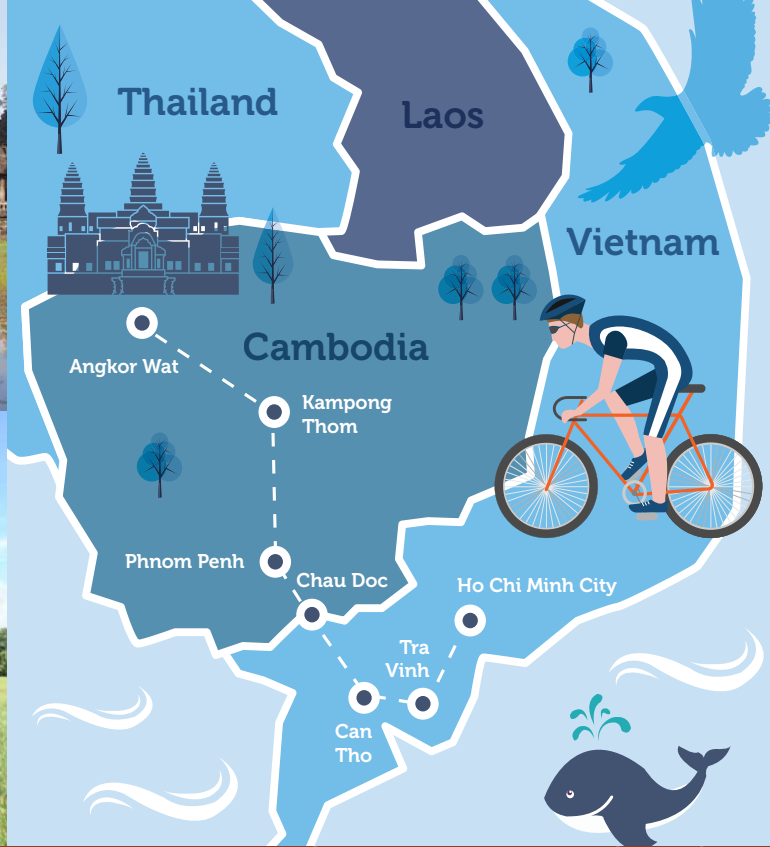 Thailand
Laos
Vietnam
Cambodia
Angkor Wat
Kampong
Thom
Phnom Penh
Chau Doc
Ho Chi Minh City
Tra
Vinh
Can
Tho